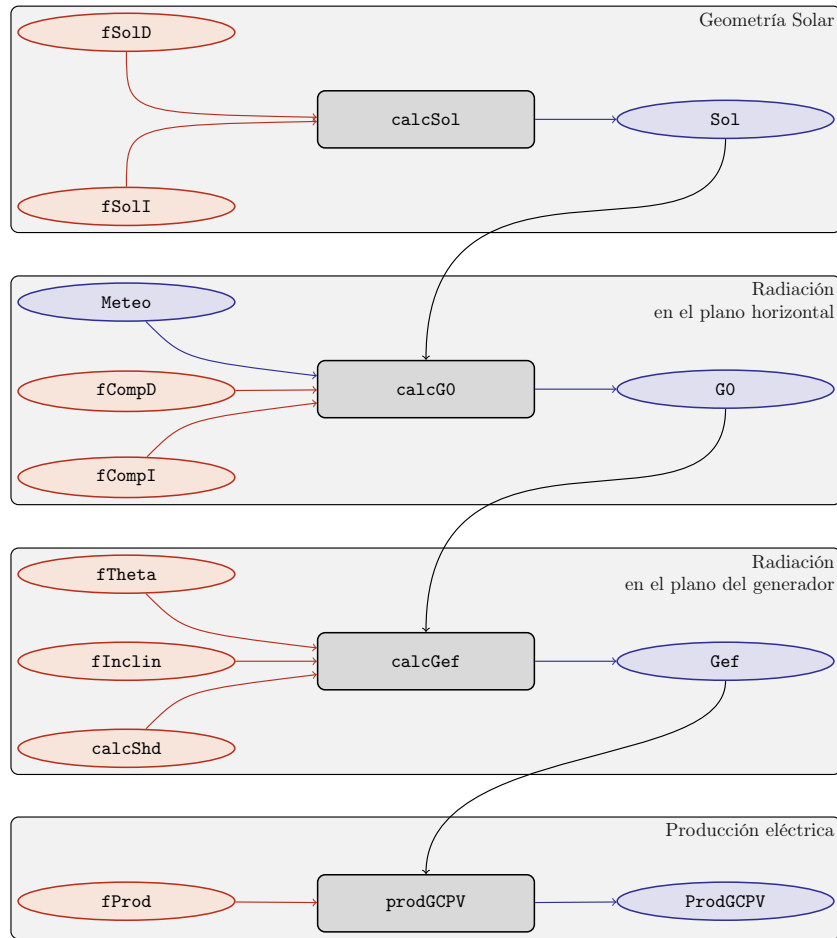 Geometría Solar
fSolD
calcSol
Sol
fSolI
Radiación
en el plano horizontal
Meteo
fCompD
calcG0
G0
fCompI
Radiación
en el plano del generador
fTheta
fInclin
calcGef
Gef
calcShd
Producción eléctrica
fProd
prodGCPV
ProdGCPV